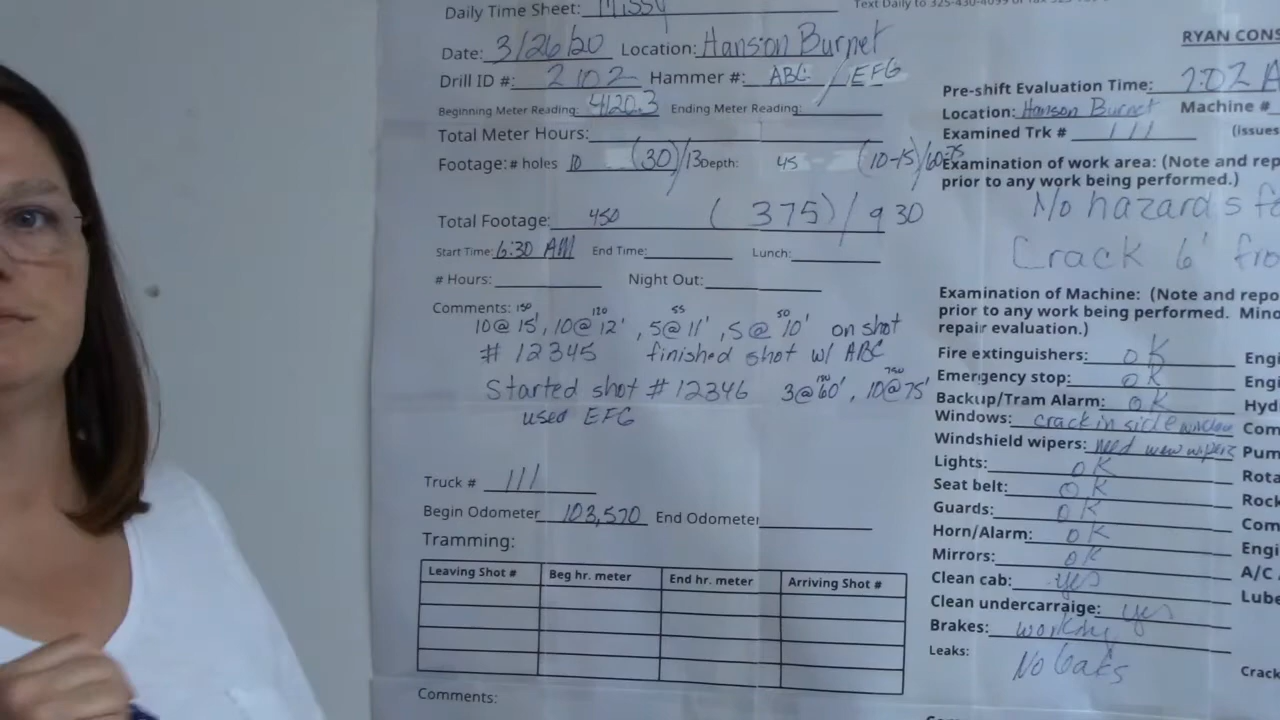 Daily Time Sheet: Missy
Text Daily to 325-430-4099 or fax
Date: 3/26/20 Location: Hanson Burnet
Drill ID #: 2102 Hammer #: ABC / EFG
Beginning Meter Reading: 4120.3 Ending Meter Reading:
Total Meter Hours:
Footage: # holes 10 (30)/13 Depth: 45 (10-15)/60-75
Total Footage: 450 (375)/930
Start Time: 6:30 AM End Time: Lunch:
# Hours: Night Out:
Comments: 150 120 55 50
10@15', 10@12', 5@11', 5@10' on shot
# 12345 finished shot w/ ABC
180 750
Started shot # 12346 3@60', 10@75'
used EFG
Truck # 111
Begin Odometer 103,570 End Odometer
Tramming:
Leaving Shot # Beg hr. meter End hr. meter Arriving Shot #
Comments:
RYAN CONS
Pre-shift Evaluation Time: 7:02 A
Location: Hanson Burnet Machine #
Examined Trk # 111 (issues
Examination of work area: (Note and rep
prior to any work being performed.)
No hazards fo
Crack 6' fro
Examination of Machine: (Note and repo
prior to any work being performed. Mino
repair evaluation.)
Fire extinguishers: OK Engi
Emergency stop: OK Engi
Backup/Tram Alarm: OK Hyd
Windows: crack in side window Com
Windshield wipers: need new wipers Pum
Lights: OK Rota
Seat belt: OK Rock
Guards: OK Com
Horn/Alarm: OK Engi
Mirrors: OK A/C
Clean cab: yes Lube
Clean undercarraige: yes
Brakes: working
Leaks: No leaks
Crack